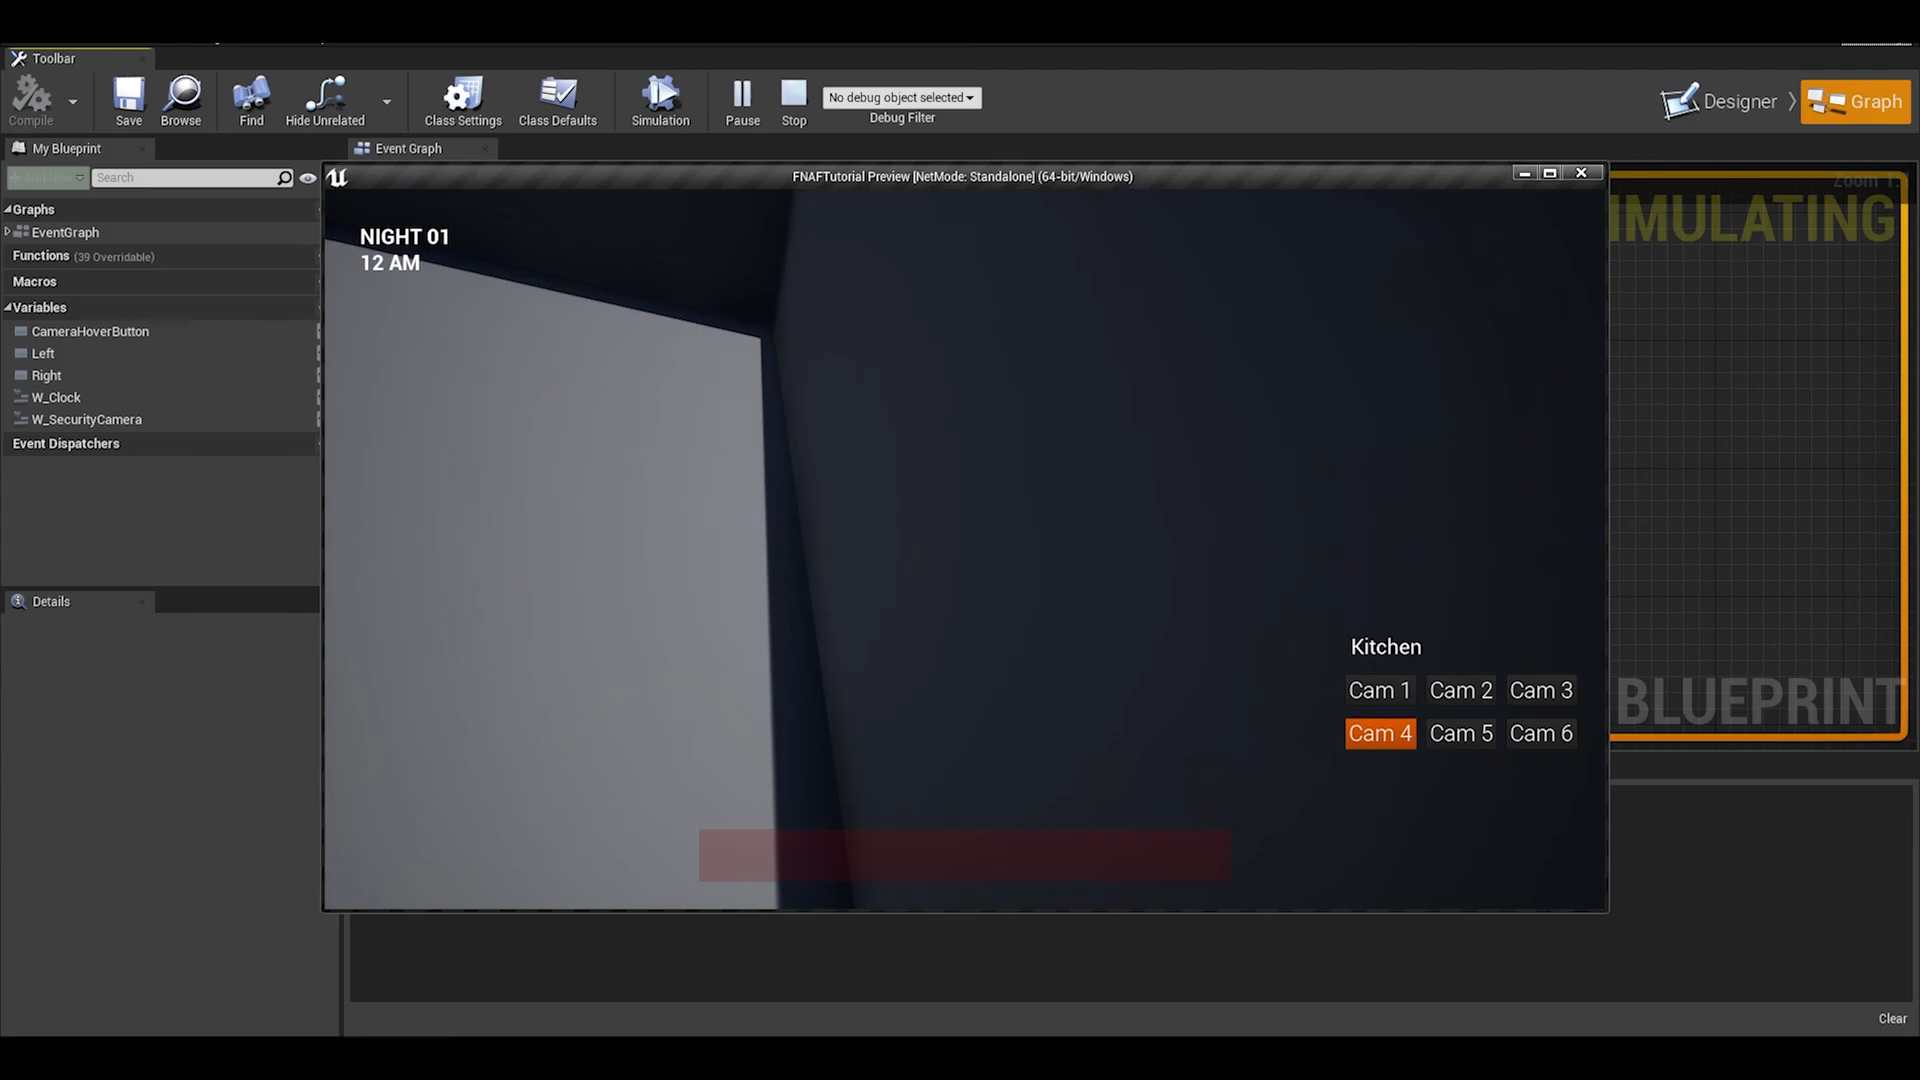 Toolbar
Compile
Save
Browse
Find
Hide Unrelated
Class Settings
Class Defaults
Simulation
Pause
Stop
No debug object selected
Debug Filter
Designer
Graph
My Blueprint
Event Graph
Search
FNAFTutorial Preview [NetMode: Standalone] (64-bit/Windows)
Graphs
EventGraph
Functions (39 Overridable)
Macros
Variables
CameraHoverButton
Left
Right
W_Clock
W_SecurityCamera
Event Dispatchers
Details
NIGHT 01
12 AM
Kitchen
Cam 1 Cam 2 Cam 3
Cam 4 Cam 5 Cam 6
IMULATING
BLUEPRINT
Clear